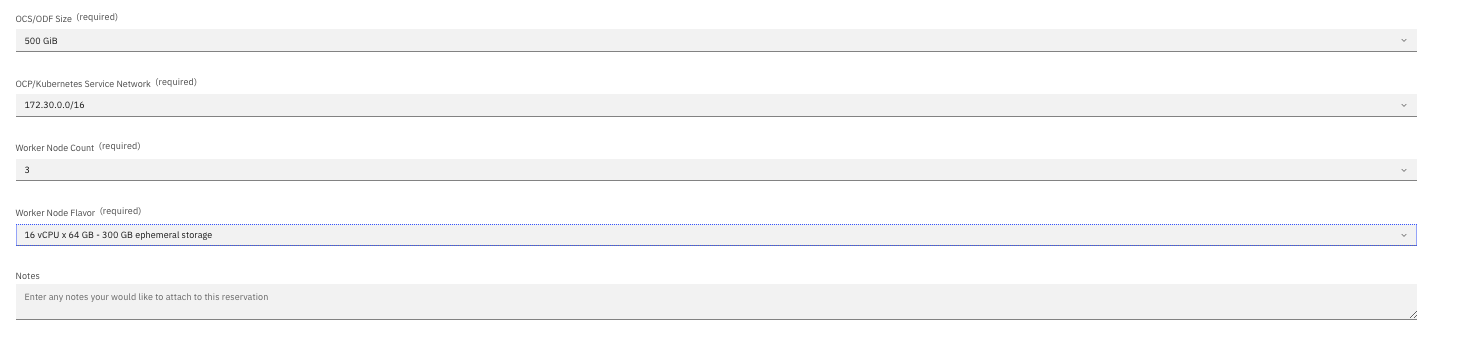 OCS/ODF Size (required)
500 GiB
OCP/Kubernetes Service Network (required)
172.30.0.0/16
Worker Node Count (required)
3
Worker Node Flavor (required)
16 vCPU x 64 GB - 300 GB ephemeral storage
Notes
Enter any notes your would like to attach to this reservation